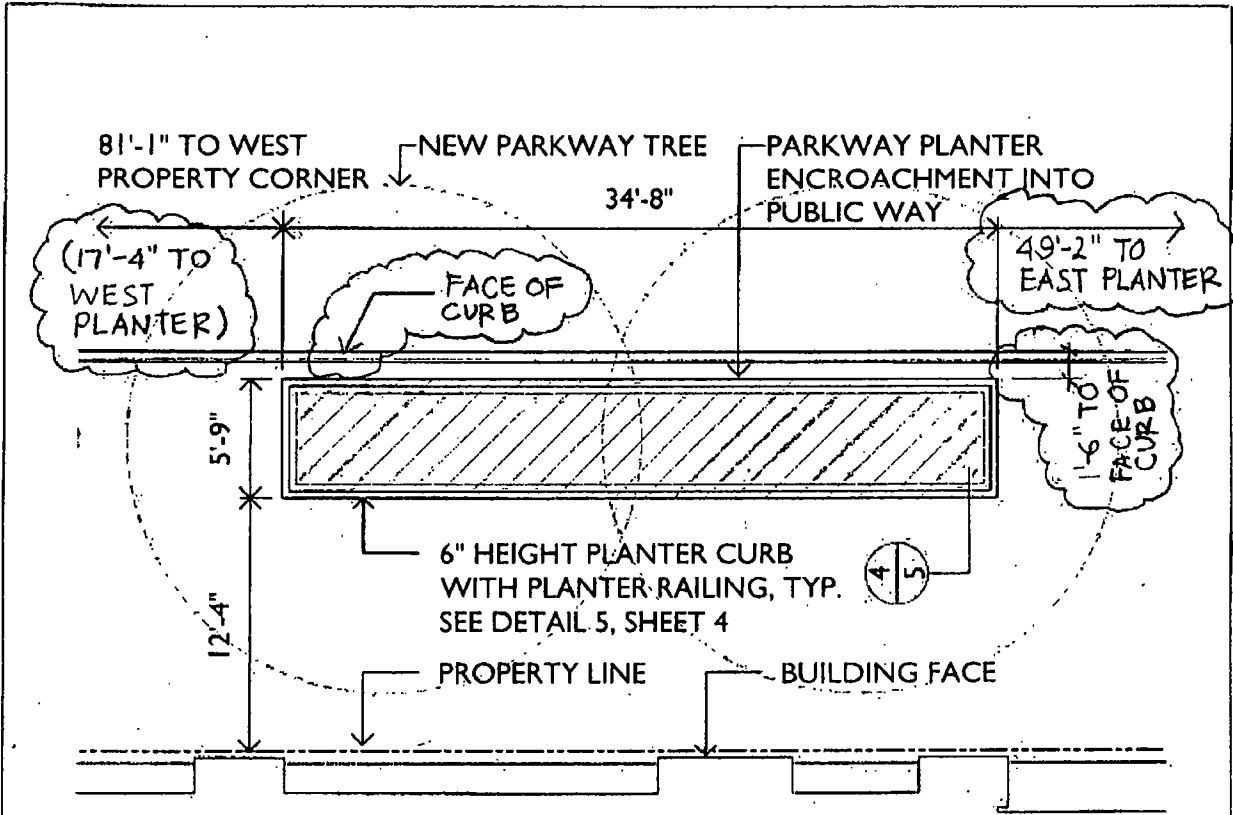 81'-1" TO WEST
PROPERTY CORNER
NEW PARKWAY TREE
PARKWAY PLANTER
ENCROACHMENT INTO
PUBLIC WAY
34'-8"
(17'-4" TO
WEST
PLANTER)
FACE OF
CURB
49'-2" TO
EAST PLANTER
1'-6" TO
FACE OF
CURB
5'-9"
12'-4"
6" HEIGHT PLANTER CURB
WITH PLANTER RAILING, TYP.
SEE DETAIL 5, SHEET 4
4
5
PROPERTY LINE
BUILDING FACE